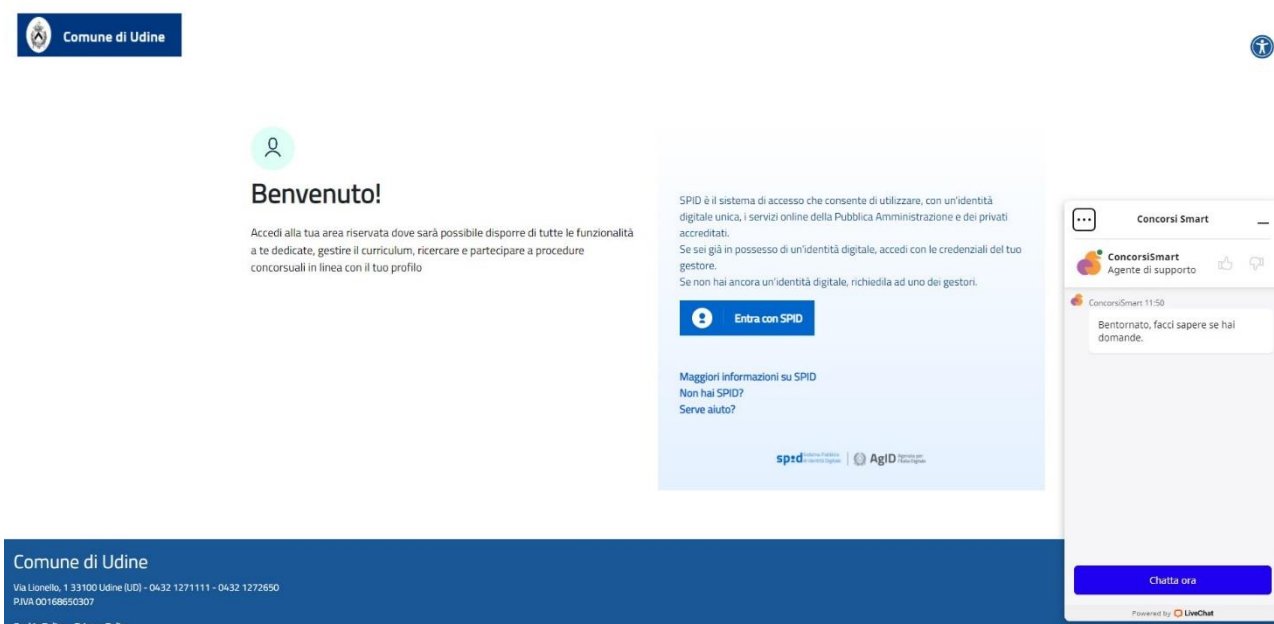 Comune di Udine
Benvenuto!
Accedi alla tua area riservata dove sarà possibile disporre di tutte le funzionalità
a te dedicate, gestire il curriculum, ricercare e partecipare a procedure
concorsuali in linea con il tuo profilo
SPID è il sistema di accesso che consente di utilizzare, con un'identità
digitale unica, i servizi online della Pubblica Amministrazione e dei privati
accreditati.
Se sei già in possesso di un'identità digitale, accedi con le credenziali del tuo
gestore.
Se non hai ancora un'identità digitale, richiedila ad uno dei gestori.
Entra con SPID
Maggiori informazioni su SPID
Non hai SPID?
Serve aiuto?
spid
AgID
Concorsi Smart
ConcorsiSmart
Agente di supporto
ConcorsiSmart 11:50
Bentornato, facci sapere se hai
domande.
Chatta ora
Powered by LiveChat
Comune di Udine
Via Lionello, 1 33100 Udine (UD) - 0432 1271111 - 0432 1272650
P.IVA 00168650307